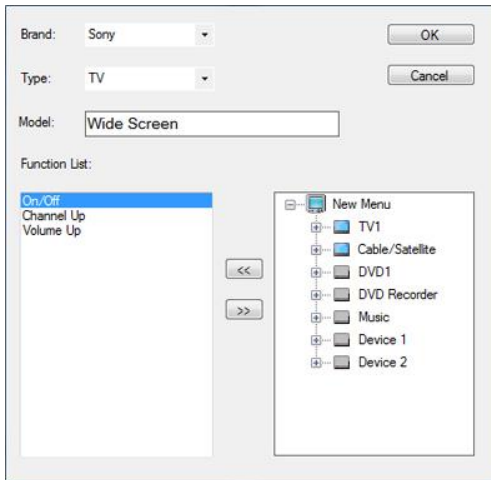 Brand: Sony OK
Type: TV Cancel
Model: Wide Screen
Function List:
On/Off
Channel Up
Volume Up
<<
>>
New Menu
TV1
Cable/Satellite
DVD1
DVD Recorder
Music
Device 1
Device 2